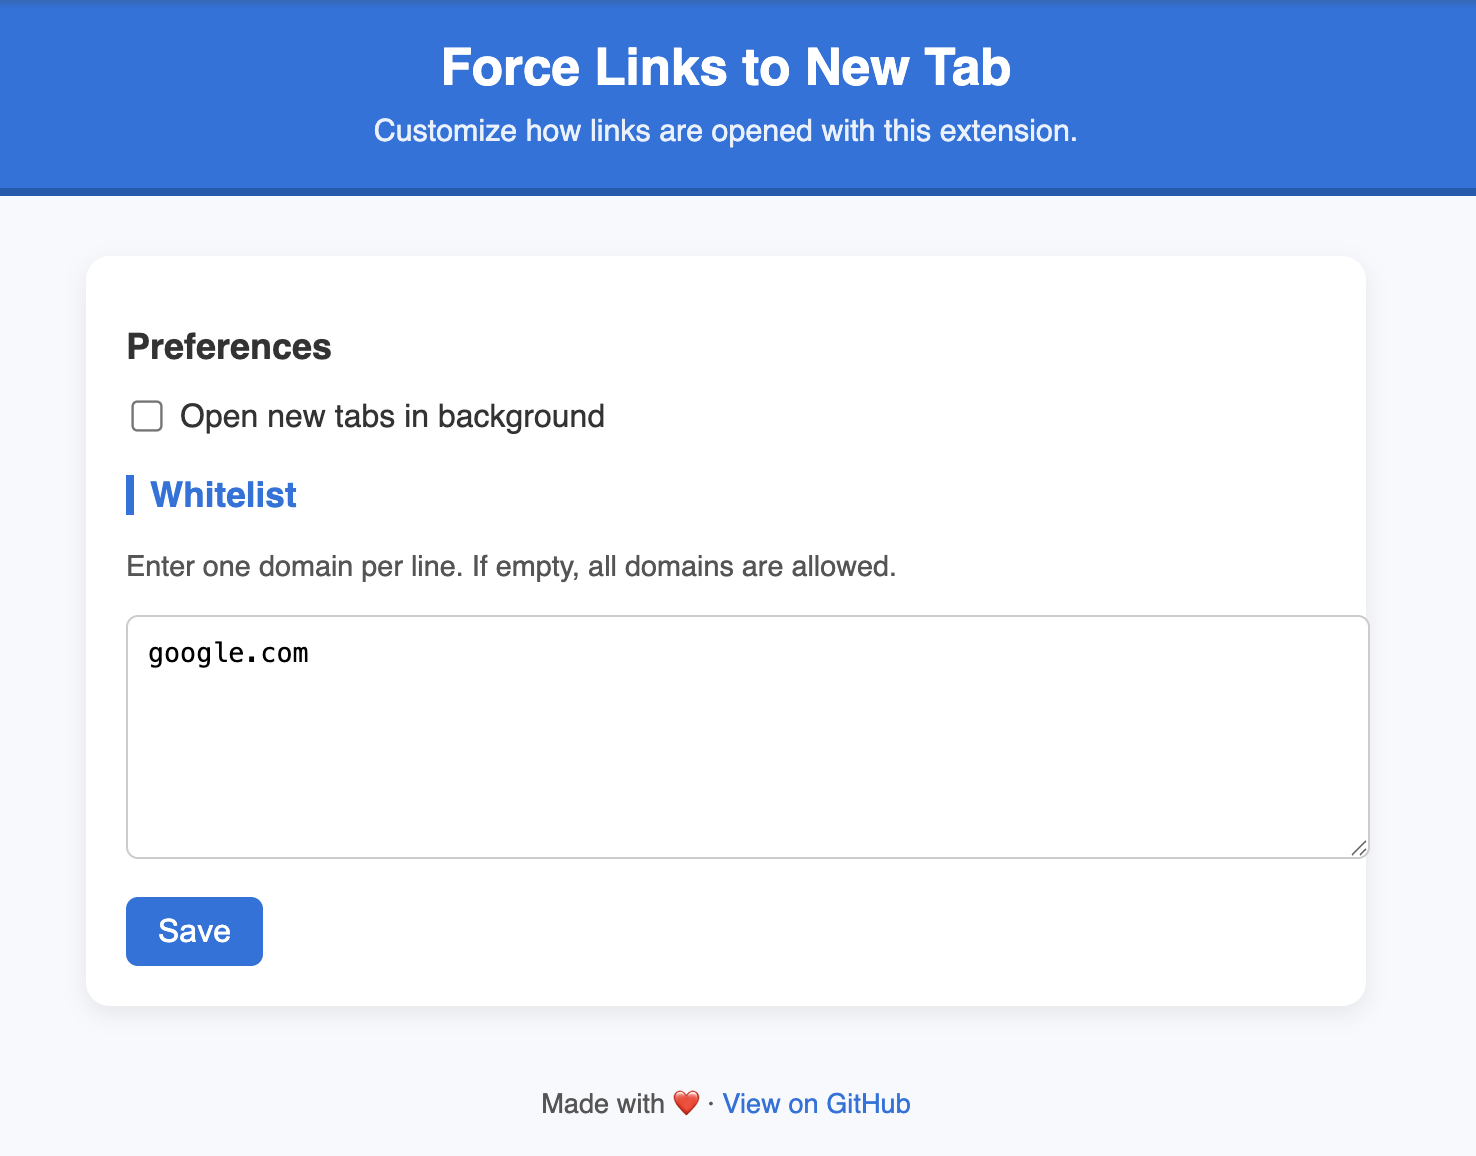 Force Links to New Tab
Customize how links are opened with this extension.
Preferences
Open new tabs in background
Whitelist
Enter one domain per line. If empty, all domains are allowed.
google.com
Save
Made with ❤️ · View on GitHub